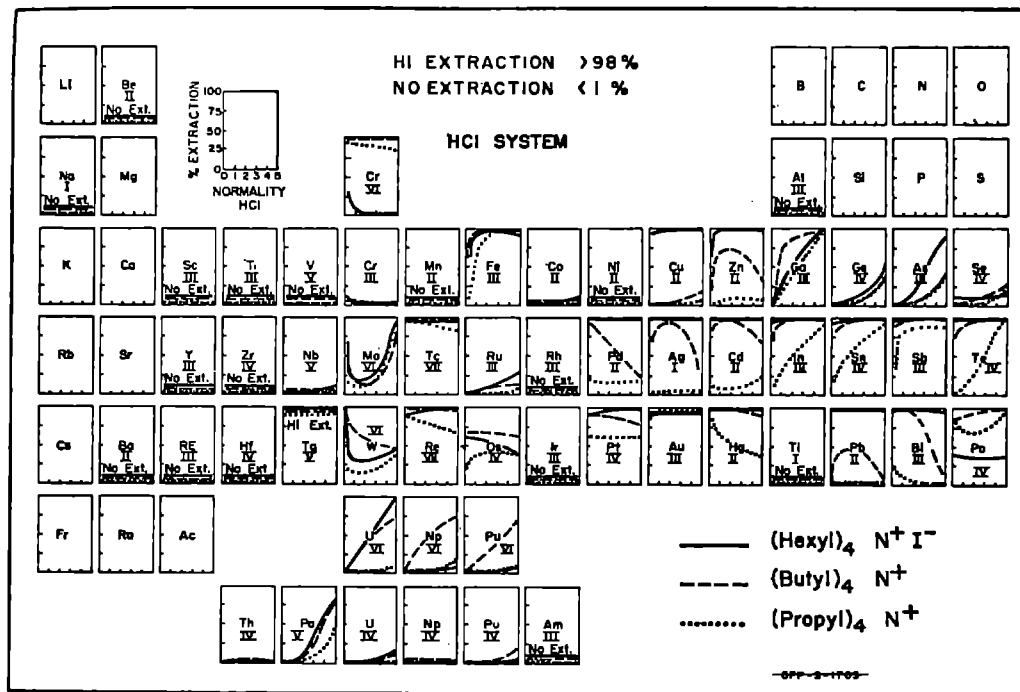 HI EXTRACTION >98%
NO EXTRACTION <1%
HCl SYSTEM
% EXTRACTION
100
75
50
25
0
0 1 2 3 4 5
NORMALITY
HCl
Li
Be II No Ext.
B
C
N
O
Na I No Ext.
Mg
Cr VI
Al III No Ext.
Si
P
S
K
Ca
Sc III No Ext.
Ti III No Ext.
V V No Ext.
Cr III
Mn II No Ext.
Fe III
Co II
Ni II No Ext.
Cu II
Zn II
Ga III
Ge IV
As III
Se IV
Rb
Sr
Y III No Ext.
Zr IV No Ext.
Nb V
Mo VI
Tc VII
Ru III
Rh III No Ext.
Pd II
Ag I
Cd II
In IV
Sn IV
Sb III
Te IV
Cs
Ba II No Ext.
RE III No Ext.
Hf IV No Ext.
HI Ext. Ta V
VI W
Re VII
Os IV
Ir III No Ext.
Pt IV
Au III
Hg II
Tl I No Ext.
Pb II
Bi III
Po IV
Fr
Ra
Ac
U VI
Np VI
Pu VI
Th IV
Pa V
U IV
Np IV
Pu IV
Am III No Ext.
(Hexyl)₄ N⁺ I⁻
(Butyl)₄ N⁺
(Propyl)₄ N⁺